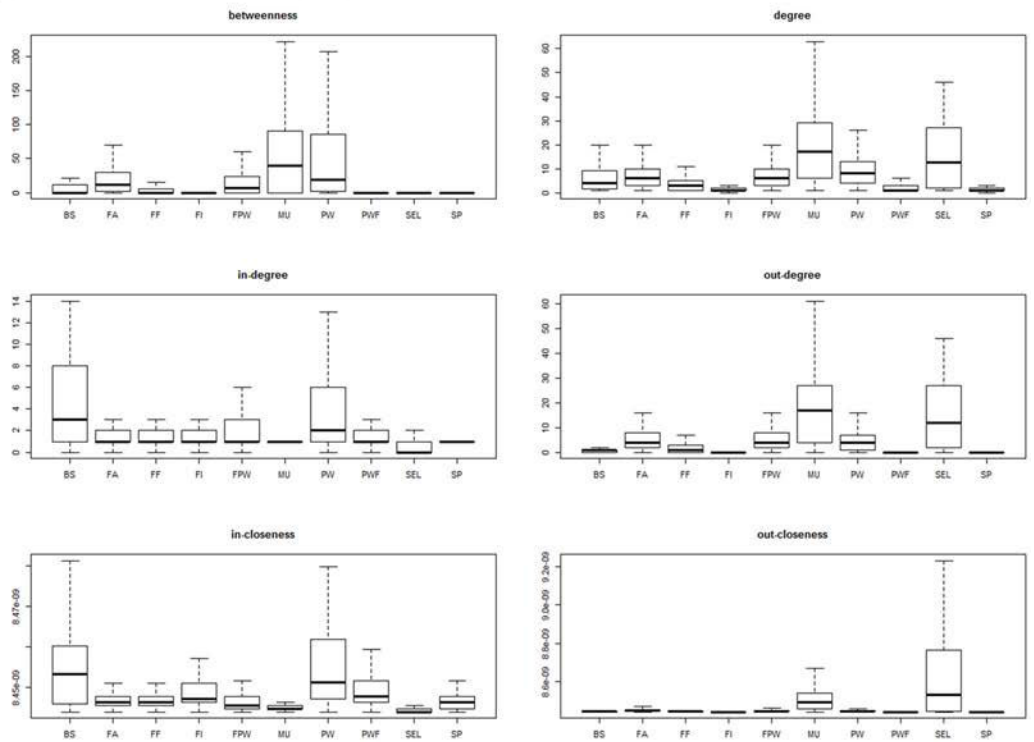 betweenness
200
150
100
50
0
BS FA FF FI FPW MU PW PWF SEL SP
degree
60
50
40
30
20
10
0
BS FA FF FI FPW MU PW PWF SEL SP
in-degree
14
12
10
8
6
4
2
0
BS FA FF FI FPW MU PW PWF SEL SP
out-degree
60
50
40
30
20
10
0
BS FA FF FI FPW MU PW PWF SEL SP
in-closeness
8.47e-09
8.45e-09
BS FA FF FI FPW MU PW PWF SEL SP
out-closeness
9.2e-09
9.0e-09
8.8e-09
8.6e-09
BS FA FF FI FPW MU PW PWF SEL SP